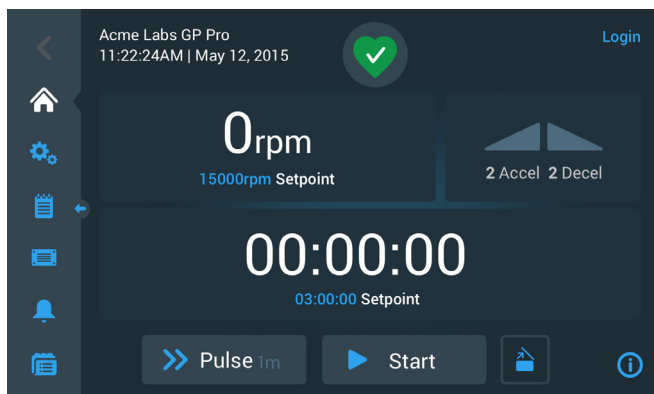 Acme Labs GP Pro
11:22:24AM | May 12, 2015
Login
0rpm
15000rpm Setpoint
2 Accel 2 Decel
00:00:00
03:00:00 Setpoint
Pulse 1m
Start